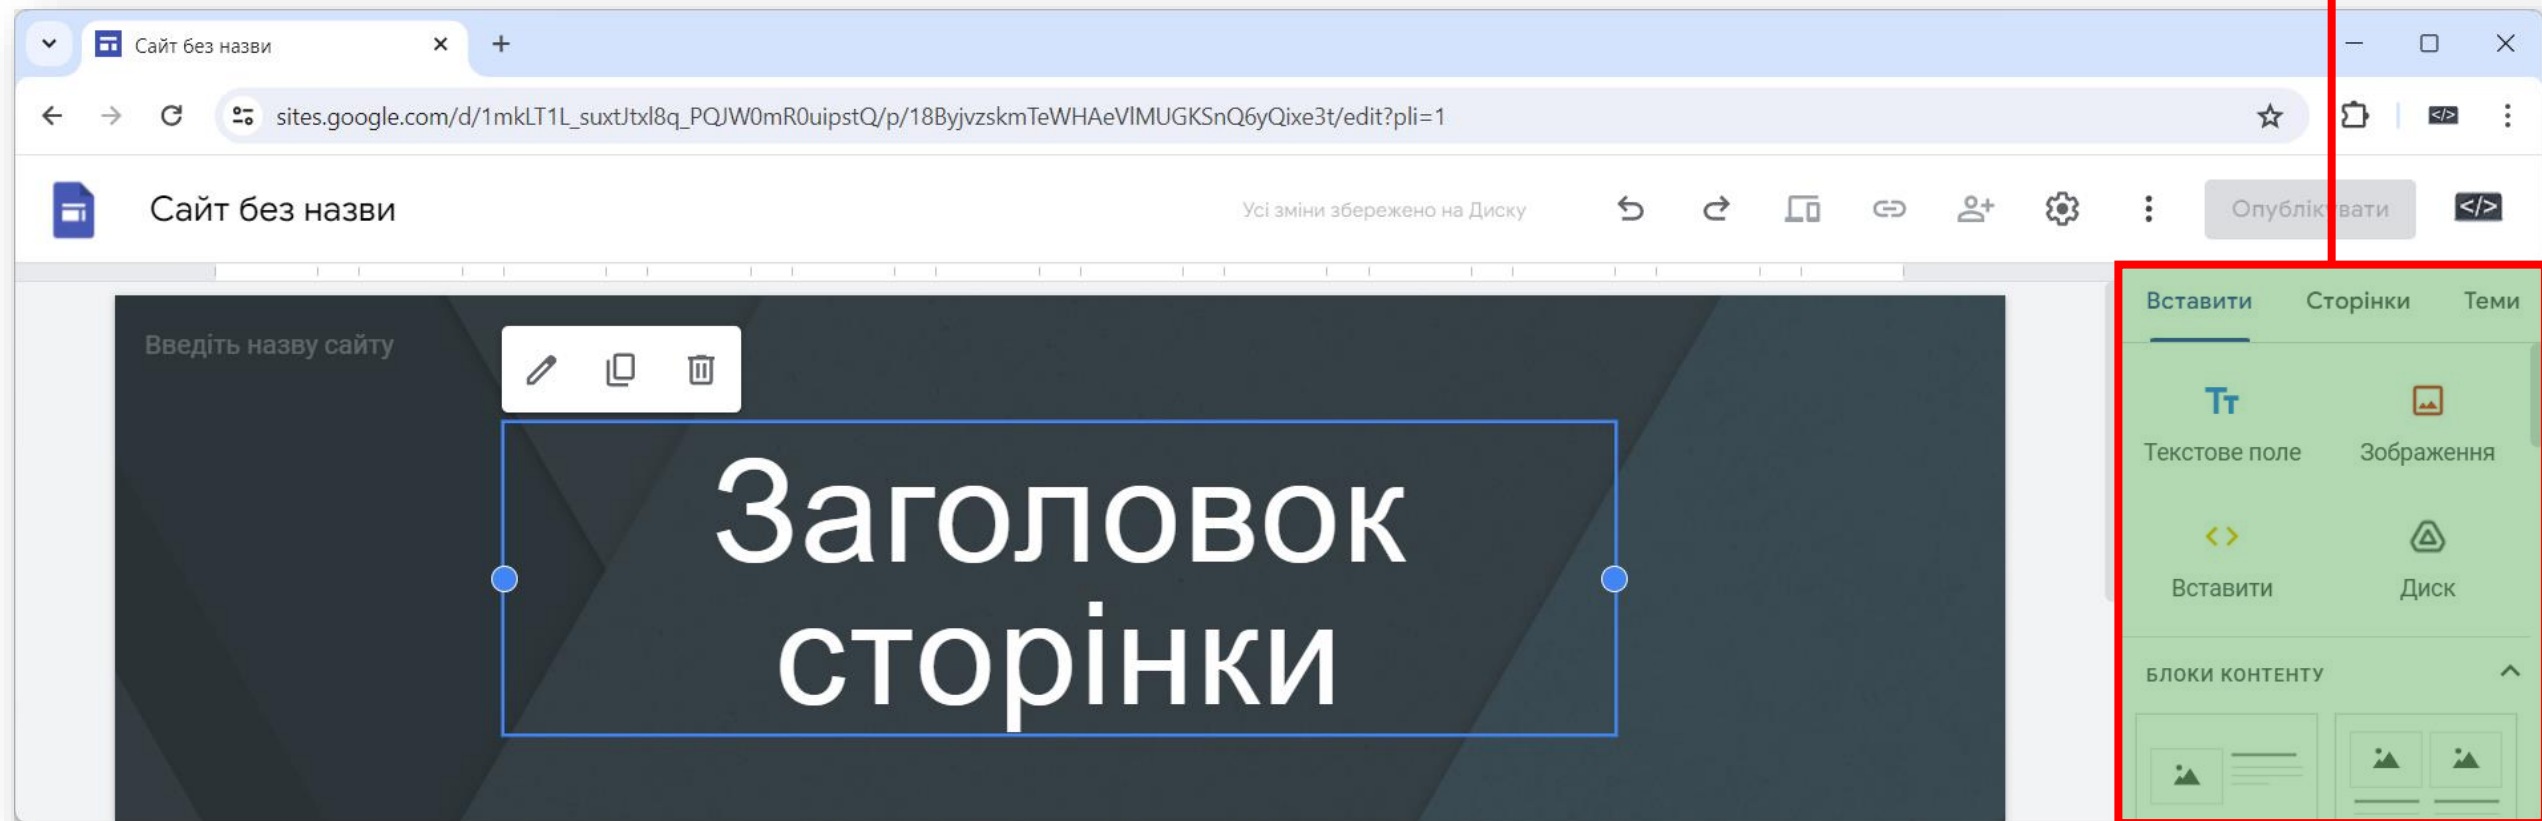 Сайт без назви
sites.google.com/d/1mkLT1L_suxtJtxl8q_PQJW0mR0uipstQ/p/18ByjvzskmTeWHAeVlMUGKSnQ6yQixe3t/edit?pli=1
Сайт без назви
Усі зміни збережено на Диску
Опублікувати
Вставити Сторінки Теми
Введіть назву сайту
Заголовок
сторінки
Текстове поле Зображення
Вставити Диск
БЛОКИ КОНТЕНТУ